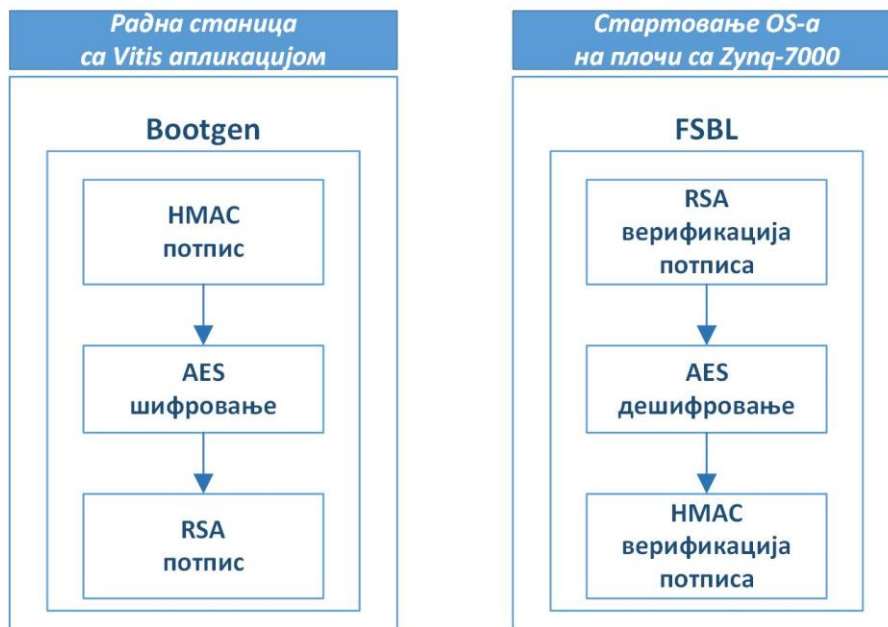 Радна станица
са Vitis апликацијом
Bootgen
HMAC
потпис
AES
шифровање
RSA
потпис
Стартовање OS-а
на плочи са Zynq-7000
FSBL
RSA
верификација
потписа
AES
дешифровање
HMAC
верификација
потписа